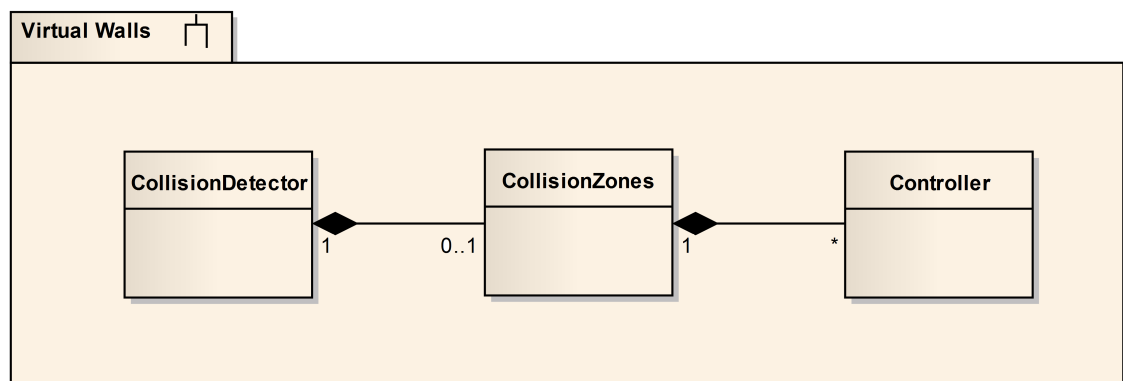 Virtual Walls
CollisionDetector
CollisionZones
Controller
1
0..1
1
*